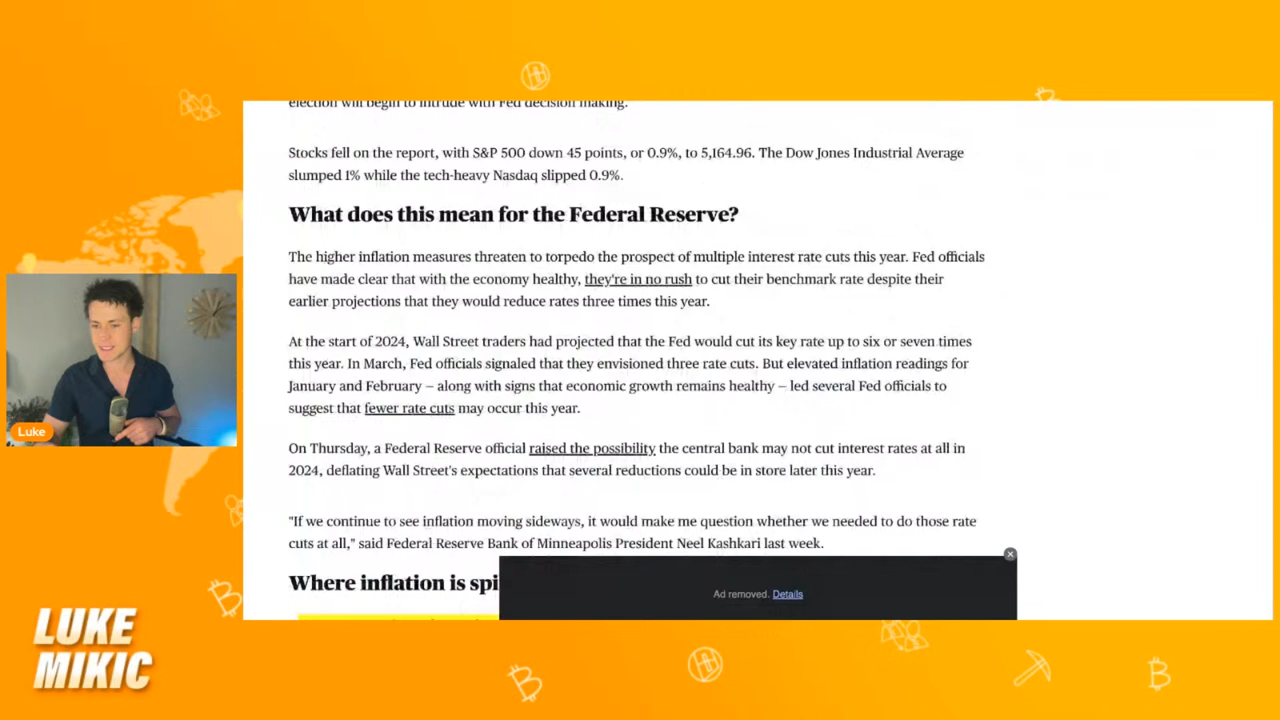 election will begin to intrude with Fed decision making.
Stocks fell on the report, with S&P 500 down 45 points, or 0.9%, to 5,164.96. The Dow Jones Industrial Average
slumped 1% while the tech-heavy Nasdaq slipped 0.9%.
What does this mean for the Federal Reserve?
The higher inflation measures threaten to torpedo the prospect of multiple interest rate cuts this year. Fed officials
have made clear that with the economy healthy, they're in no rush to cut their benchmark rate despite their
earlier projections that they would reduce rates three times this year.
At the start of 2024, Wall Street traders had projected that the Fed would cut its key rate up to six or seven times
this year. In March, Fed officials signaled that they envisioned three rate cuts. But elevated inflation readings for
January and February – along with signs that economic growth remains healthy – led several Fed officials to
suggest that fewer rate cuts may occur this year.
On Thursday, a Federal Reserve official raised the possibility the central bank may not cut interest rates at all in
2024, deflating Wall Street's expectations that several reductions could be in store later this year.
"If we continue to see inflation moving sideways, it would make me question whether we needed to do those rate
cuts at all," said Federal Reserve Bank of Minneapolis President Neel Kashkari last week.
Where inflation is spi
Ad removed. Details
Luke
LUKE
MIKIC